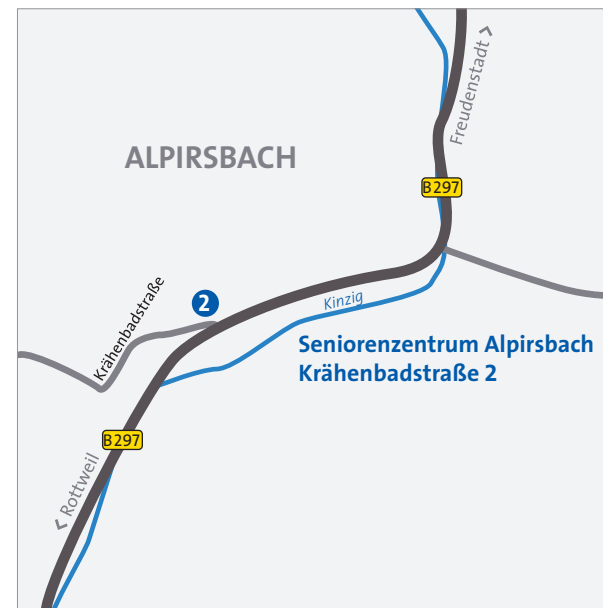 Freudenstadt >
ALPIRSBACH
B297
Krähenbadstraße
2
Kinzig
Seniorenzentrum Alpirsbach
Krähenbadstraße 2
B297
< Rottweil